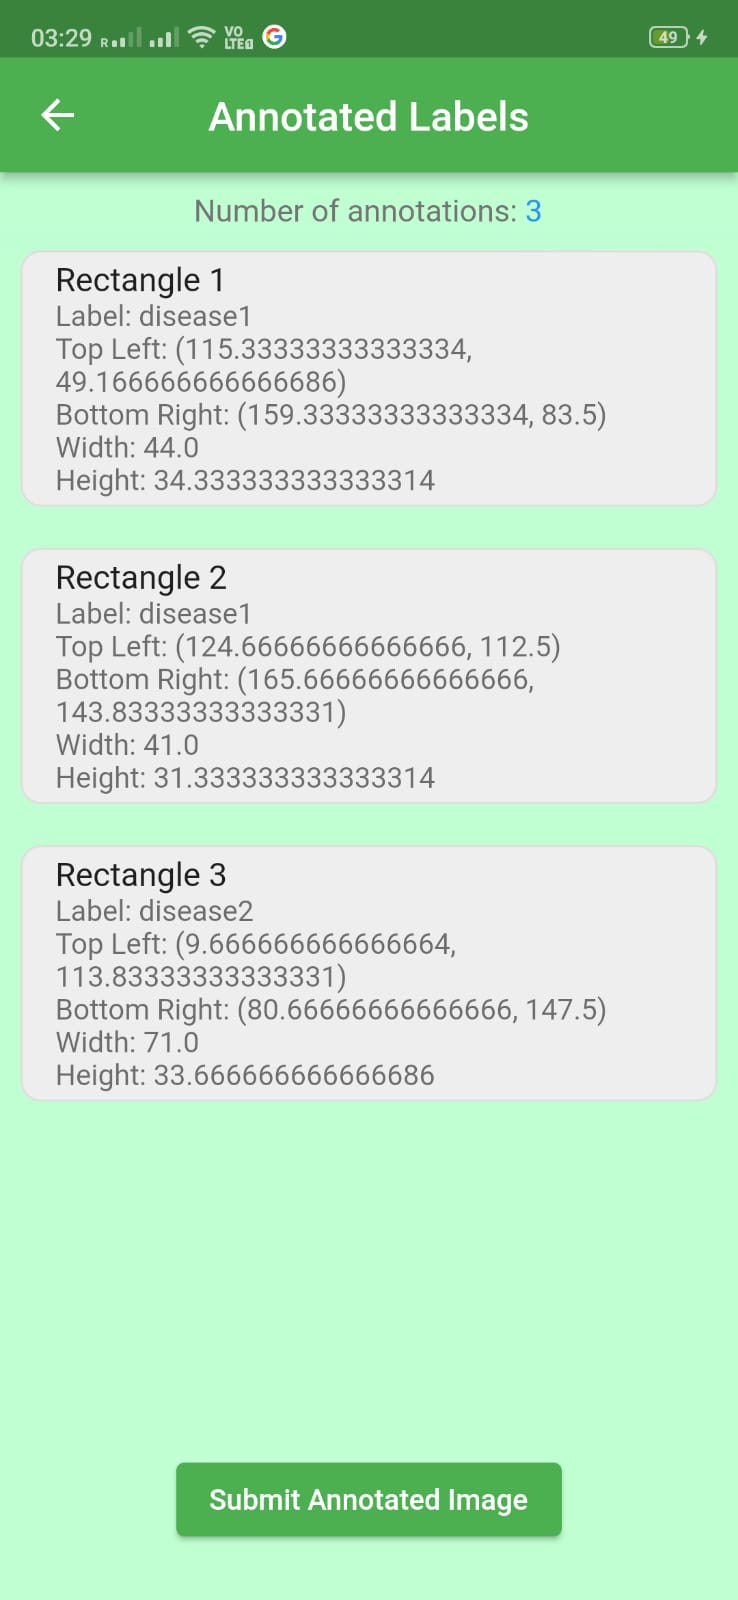 03:29 R VO LTE1 G 49
Annotated Labels
Number of annotations: 3
Rectangle 1
Label: disease1
Top Left: (115.33333333333334,
49.166666666666686)
Bottom Right: (159.33333333333334, 83.5)
Width: 44.0
Height: 34.333333333333314
Rectangle 2
Label: disease1
Top Left: (124.66666666666666, 112.5)
Bottom Right: (165.66666666666666,
143.83333333333331)
Width: 41.0
Height: 31.333333333333314
Rectangle 3
Label: disease2
Top Left: (9.666666666666664,
113.83333333333331)
Bottom Right: (80.66666666666666, 147.5)
Width: 71.0
Height: 33.666666666666686
Submit Annotated Image